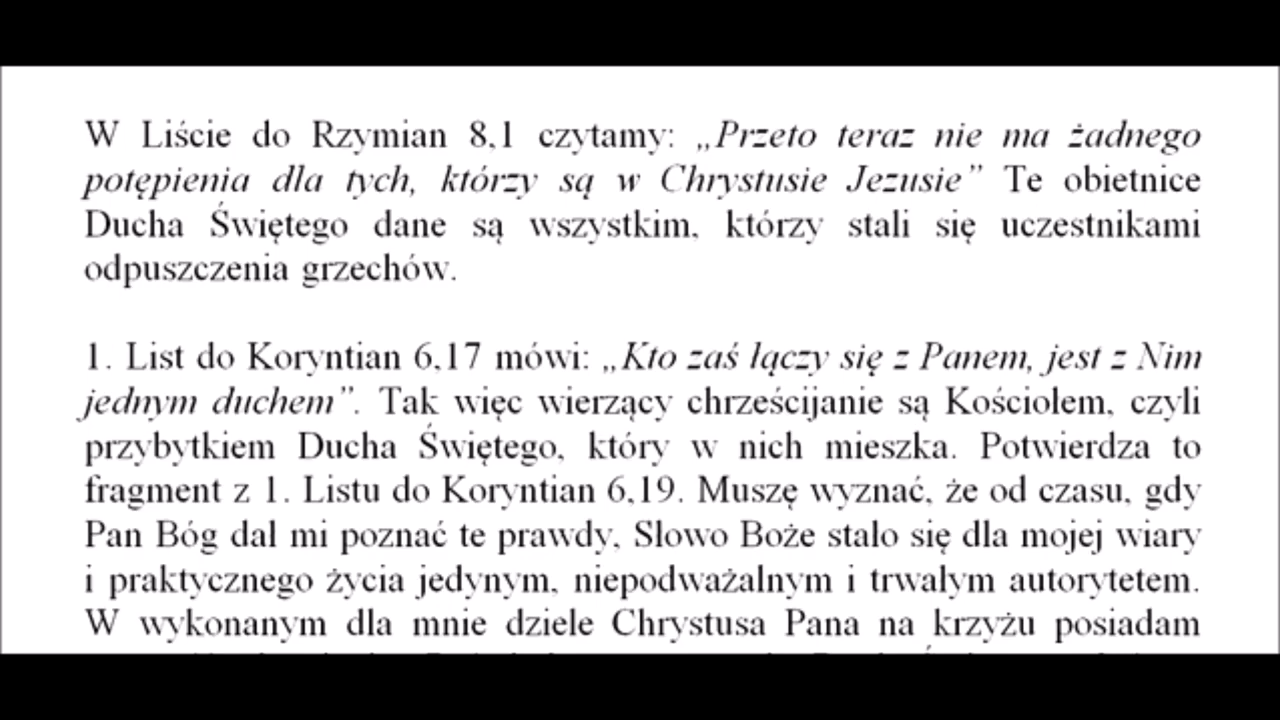 W Liście do Rzymian 8,1 czytamy: „Przeto teraz nie ma żadnego
potępienia dla tych, którzy są w Chrystusie Jezusie” Te obietnice
Ducha Świętego dane są wszystkim, którzy stali się uczestnikami
odpuszczenia grzechów.
1. List do Koryntian 6,17 mówi: „Kto zaś łączy się z Panem, jest z Nim
jednym duchem”. Tak więc wierzący chrześcijanie są Kościołem, czyli
przybytkiem Ducha Świętego, który w nich mieszka. Potwierdza to
fragment z 1. Listu do Koryntian 6,19. Muszę wyznać, że od czasu, gdy
Pan Bóg dał mi poznać te prawdy, Słowo Boże stało się dla mojej wiary
i praktycznego życia jedynym, niepodważalnym i trwałym autorytetem.
W wykonanym dla mnie dziele Chrystusa Pana na krzyżu posiadam